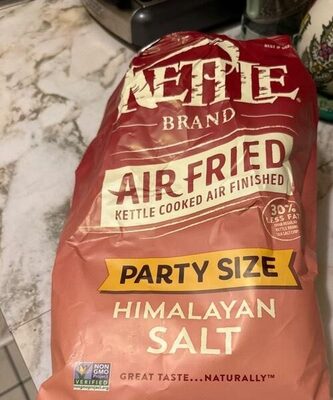 KETTLE
BRAND
AIR FRIED
KETTLE COOKED AIR FINISHED
30%
LESS FAT
PARTY SIZE
HIMALAYAN
SALT
NON
GMO
Project
VERIFIED
GREAT TASTE...NATURALLY™